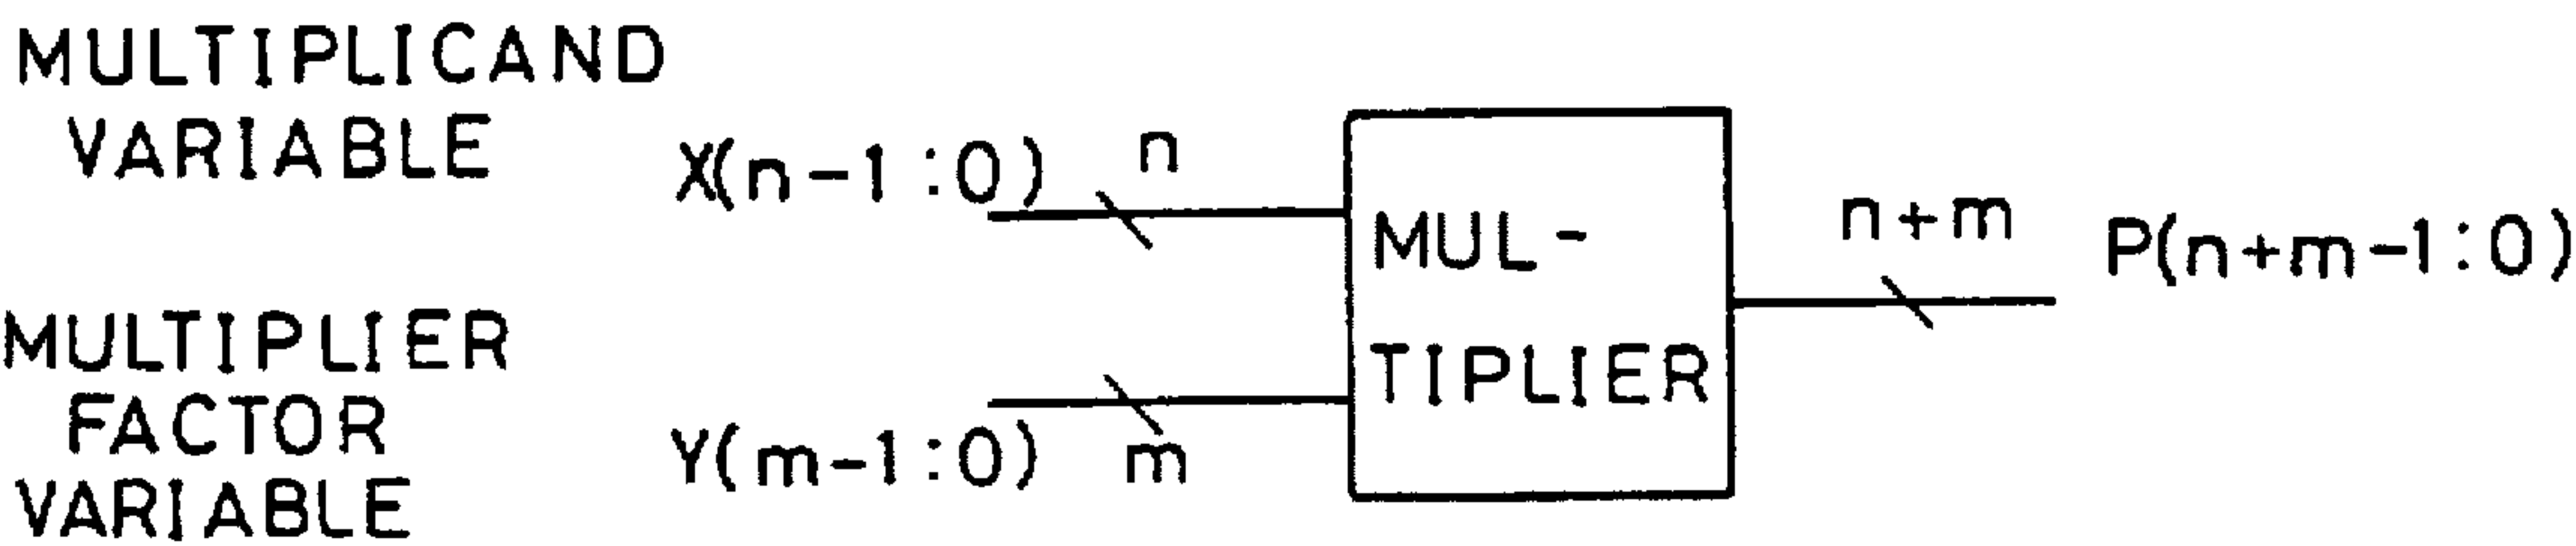 MULTIPLICAND
VARIABLE
X(n-1:0)
n
MULTIPLIER
FACTOR
VARIABLE
Y(m-1:0)
m
MUL-
TIPLIER
n+m
P(n+m-1:0)